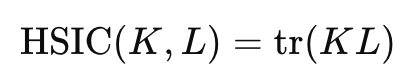 HSIC(K, L) = tr(KL)